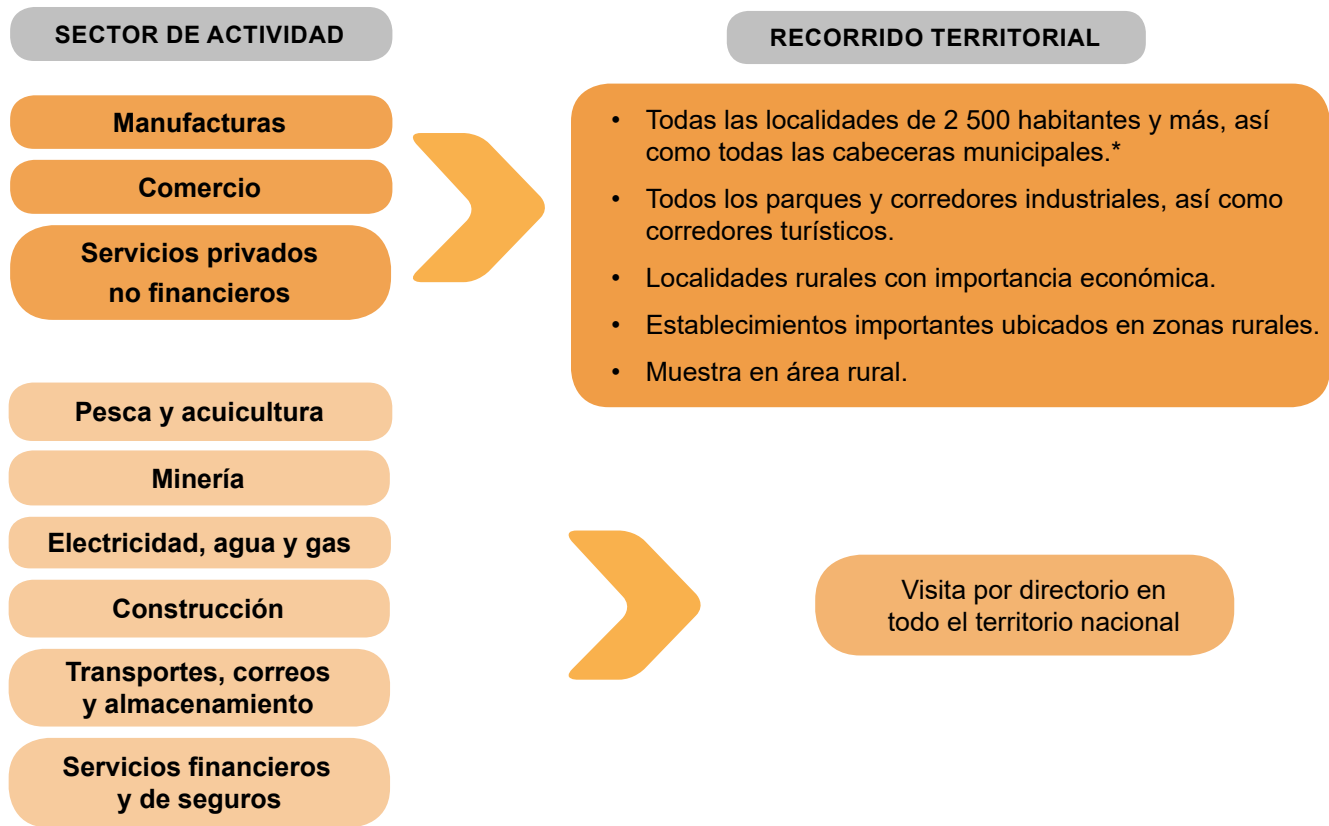 SECTOR DE ACTIVIDAD
Manufacturas
Comercio
Servicios privados
no financieros
Pesca y acuicultura
Minería
Electricidad, agua y gas
Construcción
Transportes, correos
y almacenamiento
Servicios financieros
y de seguros
RECORRIDO TERRITORIAL
• Todas las localidades de 2 500 habitantes y más, así
como todas las cabeceras municipales.*
• Todos los parques y corredores industriales, así como
corredores turísticos.
• Localidades rurales con importancia económica.
• Establecimientos importantes ubicados en zonas rurales.
• Muestra en área rural.
Visita por directorio en
todo el territorio nacional